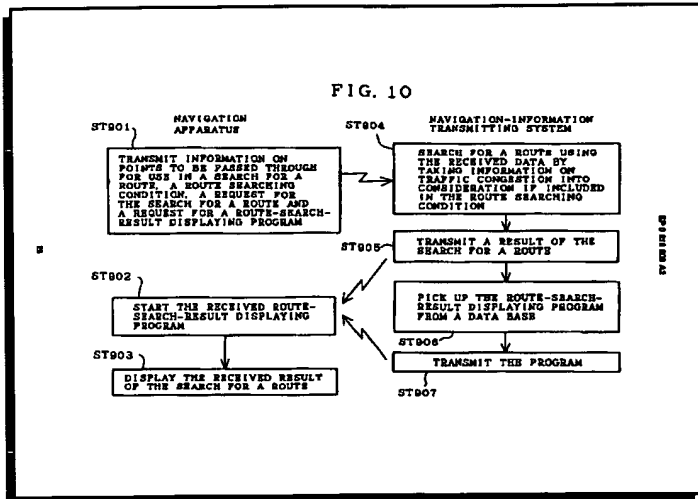 FIG. 10
NAVIGATION
APPARATUS
NAVIGATION-INFORMATION
TRANSMITTING SYSTEM
ST901
TRANSMIT INFORMATION ON
POINTS TO BE PASSED THROUGH
FOR USE IN A SEARCH FOR A
ROUTE, A ROUTE SEARCHING
CONDITION, A REQUEST FOR
THE SEARCH FOR A ROUTE AND
A REQUEST FOR A ROUTE-SEARCH-
RESULT DISPLAYING PROGRAM
ST904
SEARCH FOR A ROUTE USING
THE RECEIVED DATA BY
TAKING INFORMATION ON
TRAFFIC CONGESTION INTO
CONSIDERATION IF INCLUDED
IN THE ROUTE SEARCHING
CONDITION
ST905
TRANSMIT A RESULT OF THE
SEARCH FOR A ROUTE
ST902
START THE RECEIVED ROUTE-
SEARCH-RESULT DISPLAYING
PROGRAM
PICK UP THE ROUTE-SEARCH-
RESULT DISPLAYING PROGRAM
FROM A DATA BASE
ST906
ST903
DISPLAY THE RECEIVED RESULT
OF THE SEARCH FOR A ROUTE
TRANSMIT THE PROGRAM
ST907